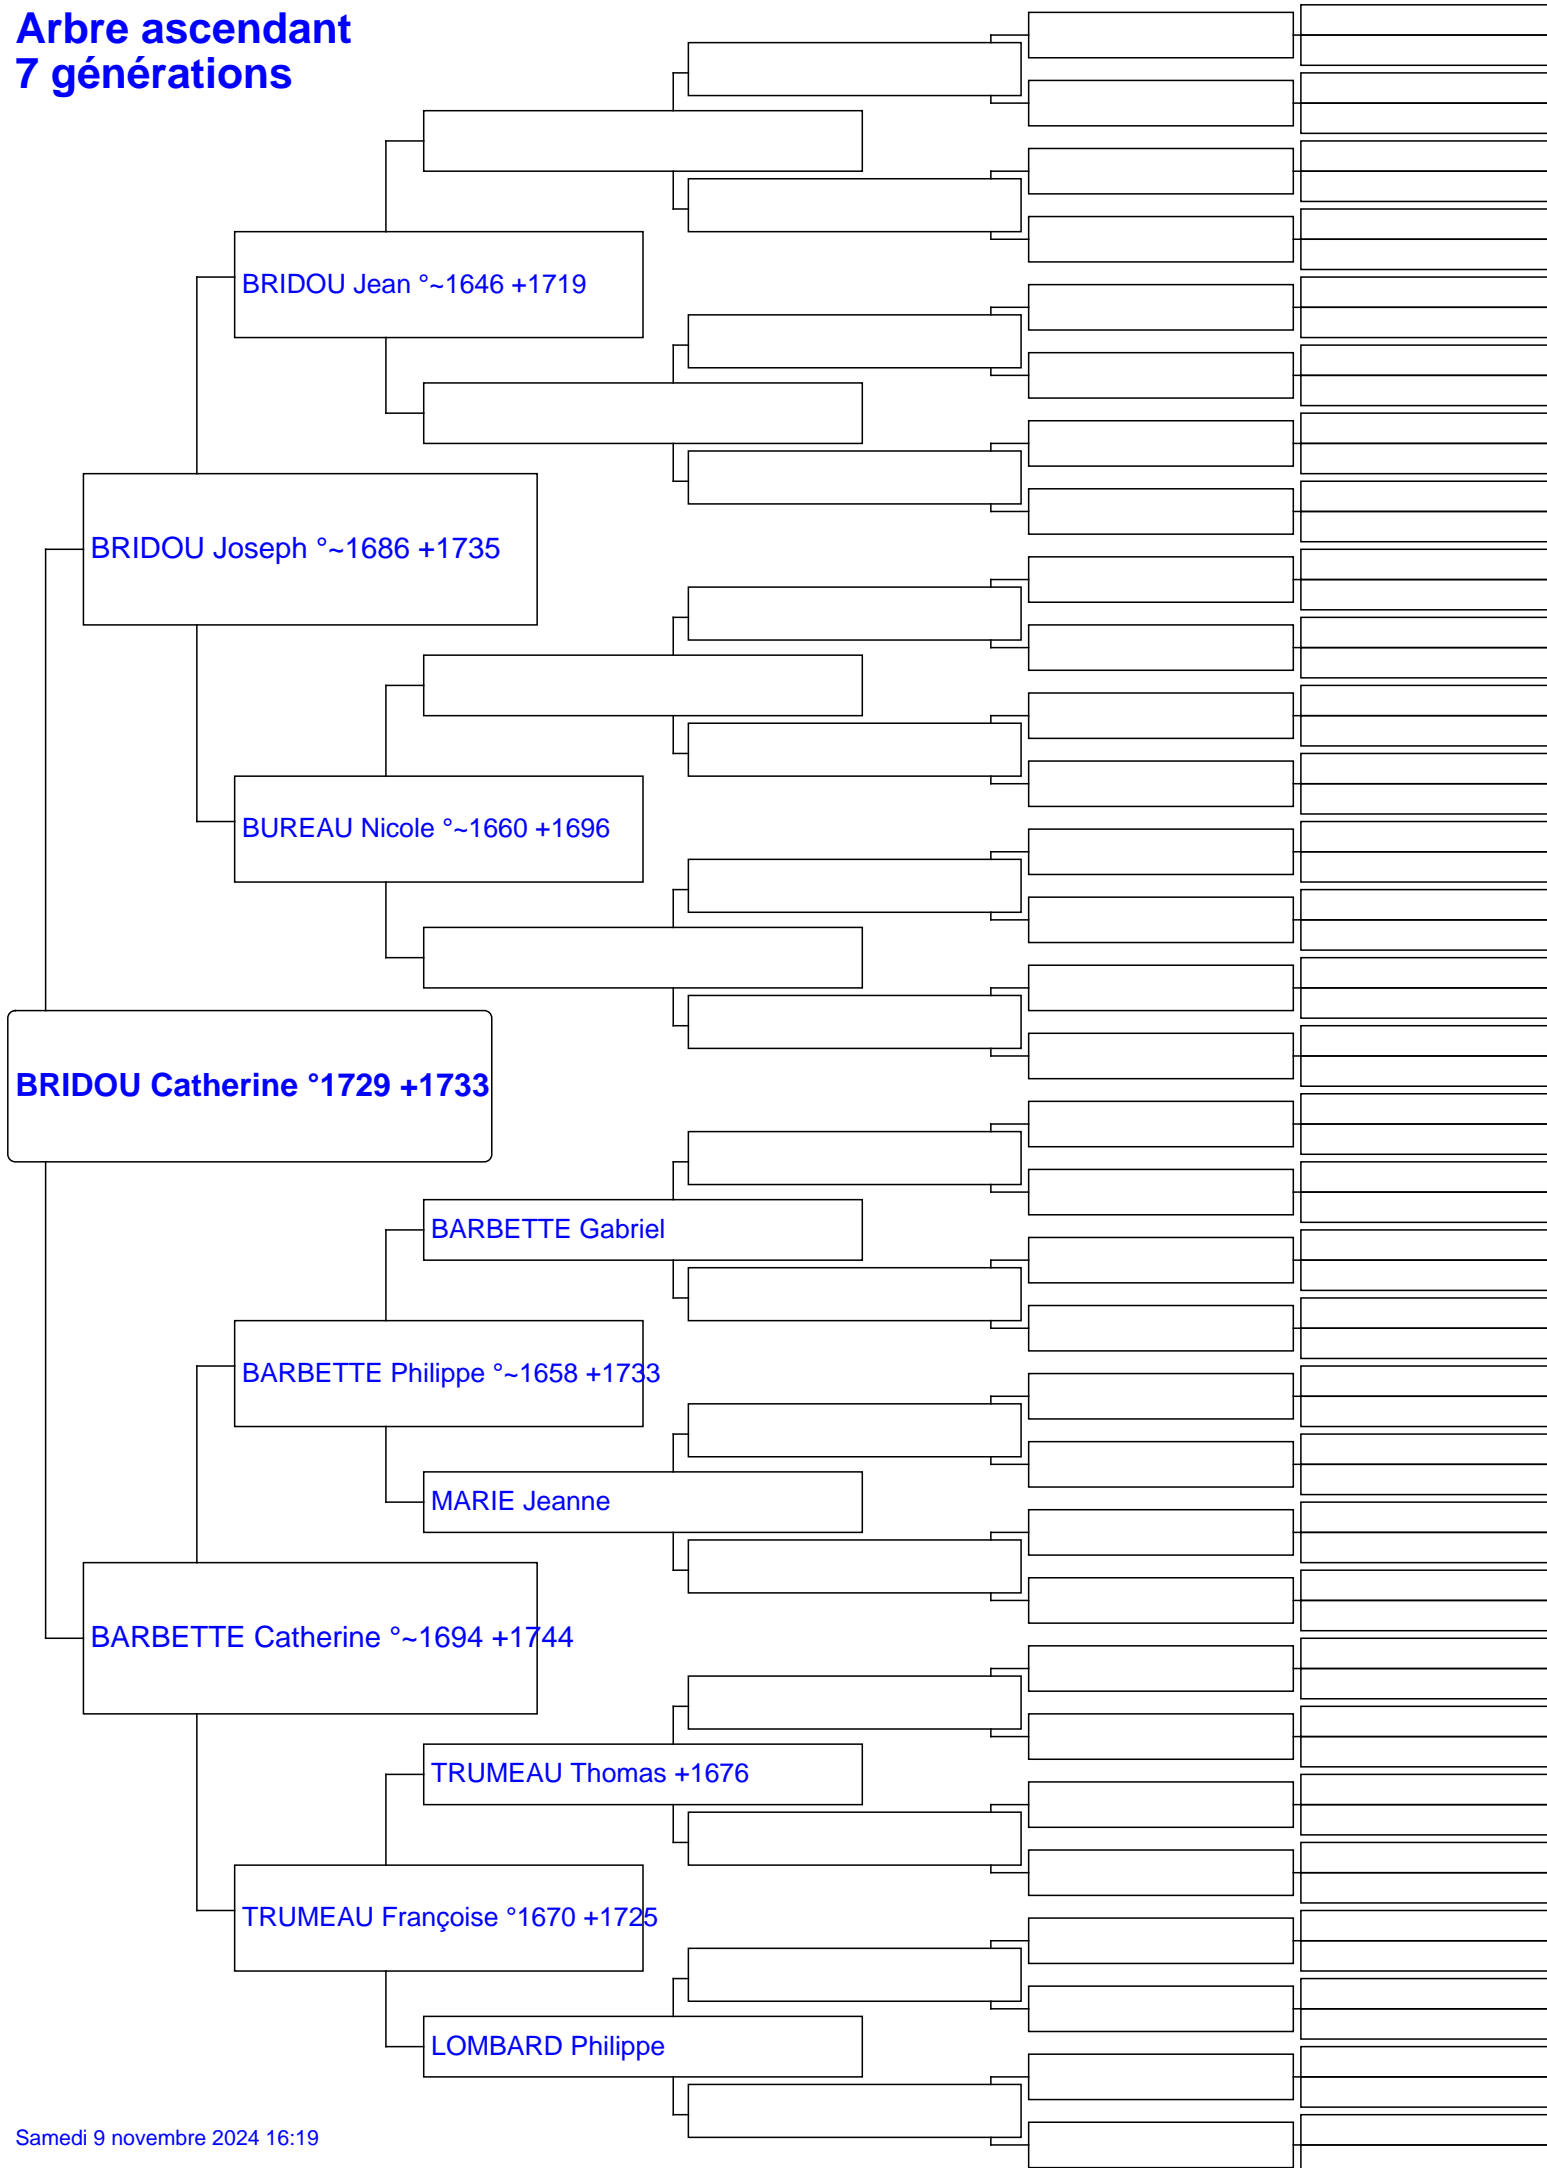 Arbre ascendant
7 générations
BRIDOU Jean °~1646 +1719
BRIDOU Joseph °~1686 +1735
BUREAU Nicole °~1660 +1696
BRIDOU Catherine °1729 +1733
BARBETTE Gabriel
BARBETTE Philippe °~1658 +1733
MARIE Jeanne
BARBETTE Catherine °~1694 +1744
TRUMEAU Thomas +1676
TRUMEAU Françoise °1670 +1725
LOMBARD Philippe
Samedi 9 novembre 2024 16:19